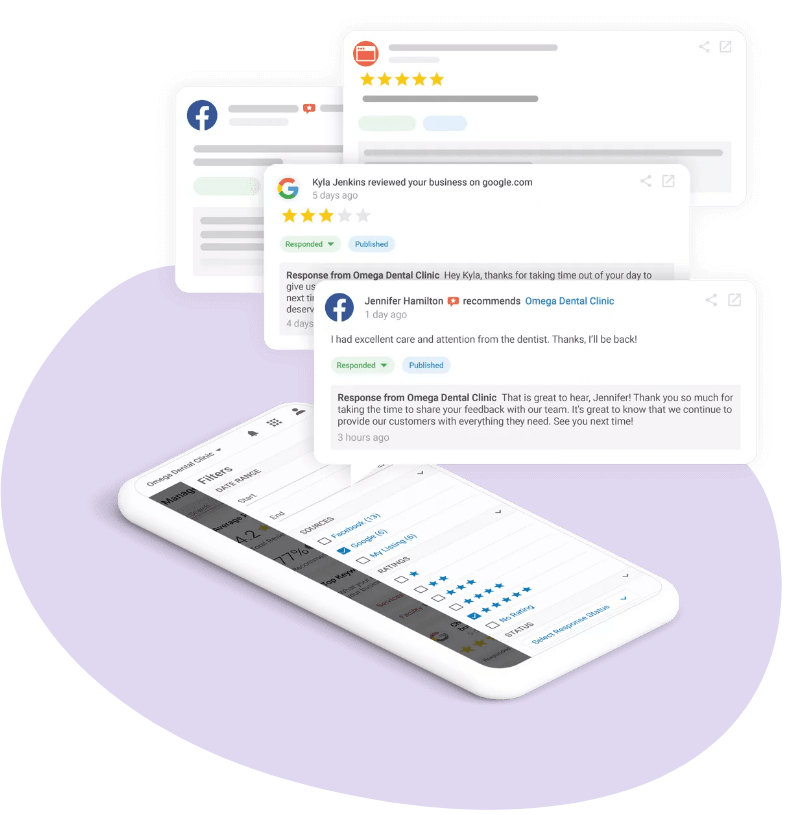 Kyla Jenkins reviewed your business on google.com
5 days ago
Responded
Published
Response from Omega Dental Clinic Hey Kyla, thanks for taking time out of your day to
give us
next
deserv
4 days
Jennifer Hamilton recommends Omega Dental Clinic
1 day ago
I had excellent care and attention from the dentist. Thanks, I'll be back!
Responded
Published
Response from Omega Dental Clinic That is great to hear, Jennifer! Thank you so much for
taking the time to share your feedback with our team. It's great to know that we continue to
provide our customers with everything they need. See you next time!
3 hours ago
Omega Dental Clinic
Manag
Filters
DATE RANGE
Search
Start
End
Average R
4.2
77%
SOURCES
Facebook (13)
Google (6)
My Listing (6)
RATINGS
Top Keyw
No Rating
STATUS
Select Response Status